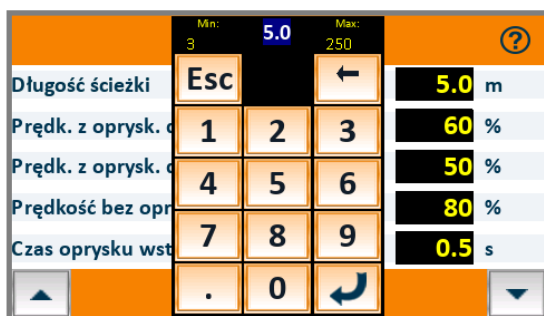 Min: 5.0 Max:
3 250
?
Długość ścieżki 5.0 m
Esc
Prędk. z oprysk. 60 %
1 2 3
Prędk. z oprysk. 50 %
4 5 6
Prędkość bez opr 80 %
7 8 9
Czas oprysku wst 0.5 s
. 0